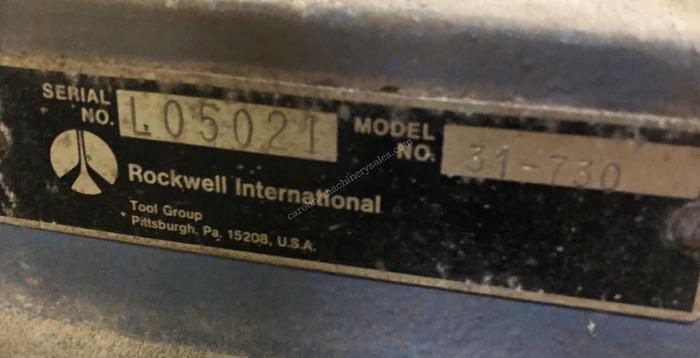 SERIAL NO. L05021 MODEL NO. 31-730
Rockwell International
Tool Group
Pittsburgh, Pa. 15208, U.S.A.
carolinamachinerysales.com